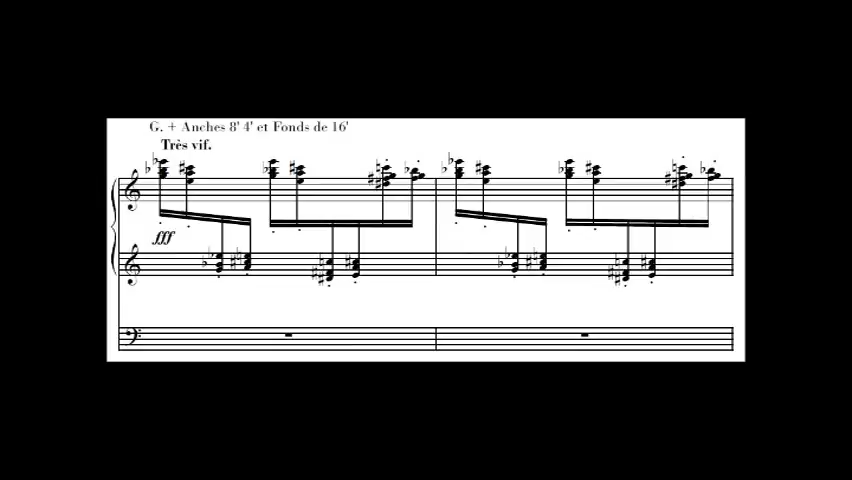 G. + Anches 8' 4' et Fonds de 16'
Très vif.
fff